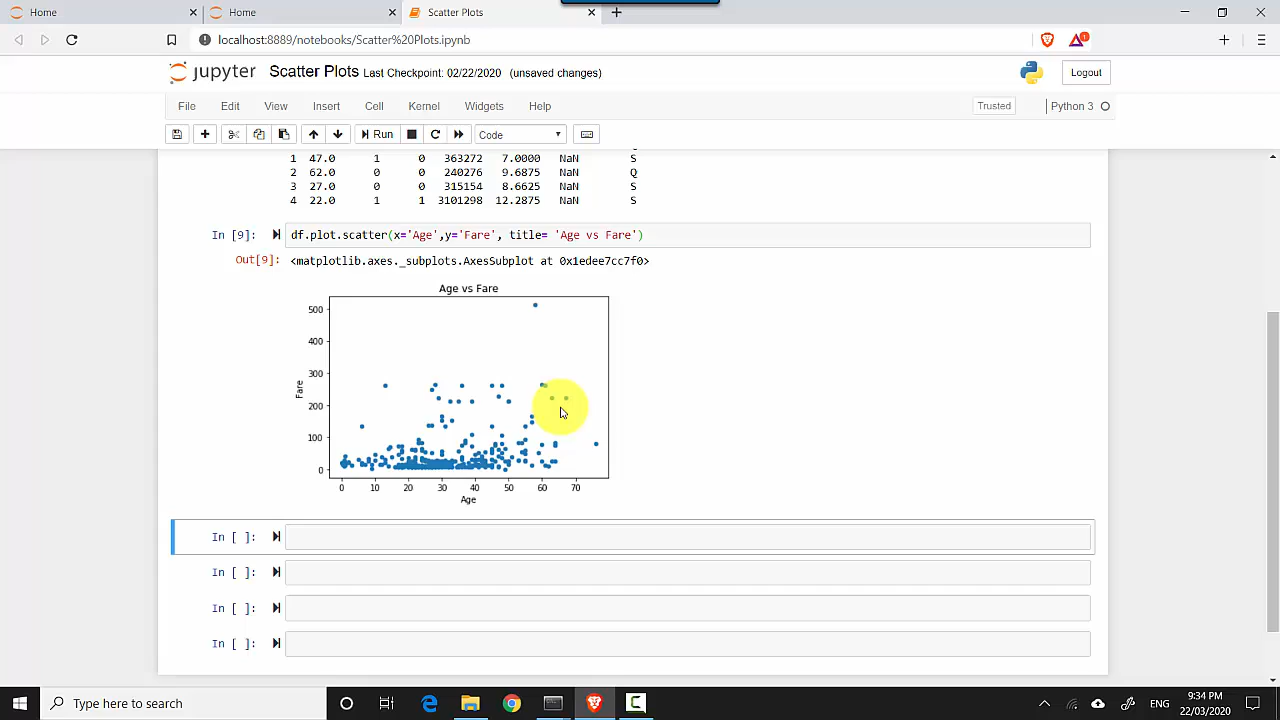 Home
Home
Scatter Plots
localhost:8889/notebooks/Scatter%20Plots.ipynb
1
jupyter Scatter Plots Last Checkpoint: 02/22/2020 (unsaved changes)
Logout
File Edit View Insert Cell Kernel Widgets Help
Trusted
Python 3
Run
Code
1 47.0 1 0 363272 7.0000 NaN S
2 62.0 0 0 240276 9.6875 NaN Q
3 27.0 0 0 315154 8.6625 NaN S
4 22.0 1 1 3101298 12.2875 NaN S
In [9]: df.plot.scatter(x='Age',y='Fare', title= 'Age vs Fare')
Out[9]: <matplotlib.axes._subplots.AxesSubplot at 0x1edee7cc7f0>
Age vs Fare
500
400
300
Fare
200
100
0
0 10 20 30 40 50 60 70
Age
In [ ]:
In [ ]:
In [ ]:
In [ ]:
Type here to search
ENG
9:34 PM
22/03/2020